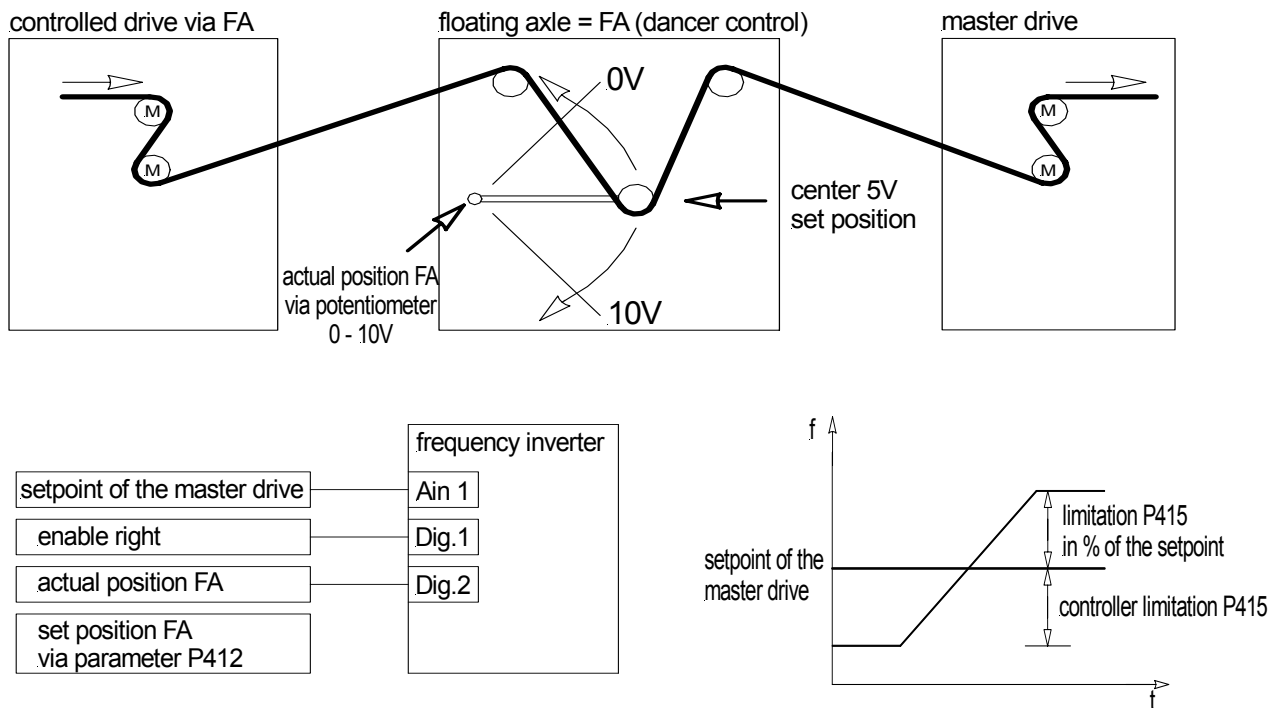 controlled drive via FA
floating axle = FA (dancer control)
master drive
M
M
0V
center 5V
set position
actual position FA
via potentiometer
0 - 10V
10V
M
M
frequency inverter
setpoint of the master drive
Ain 1
enable right
Dig.1
actual position FA
Dig.2
set position FA
via parameter P412
f
limitation P415
in % of the setpoint
setpoint of the
master drive
controller limitation P415
t